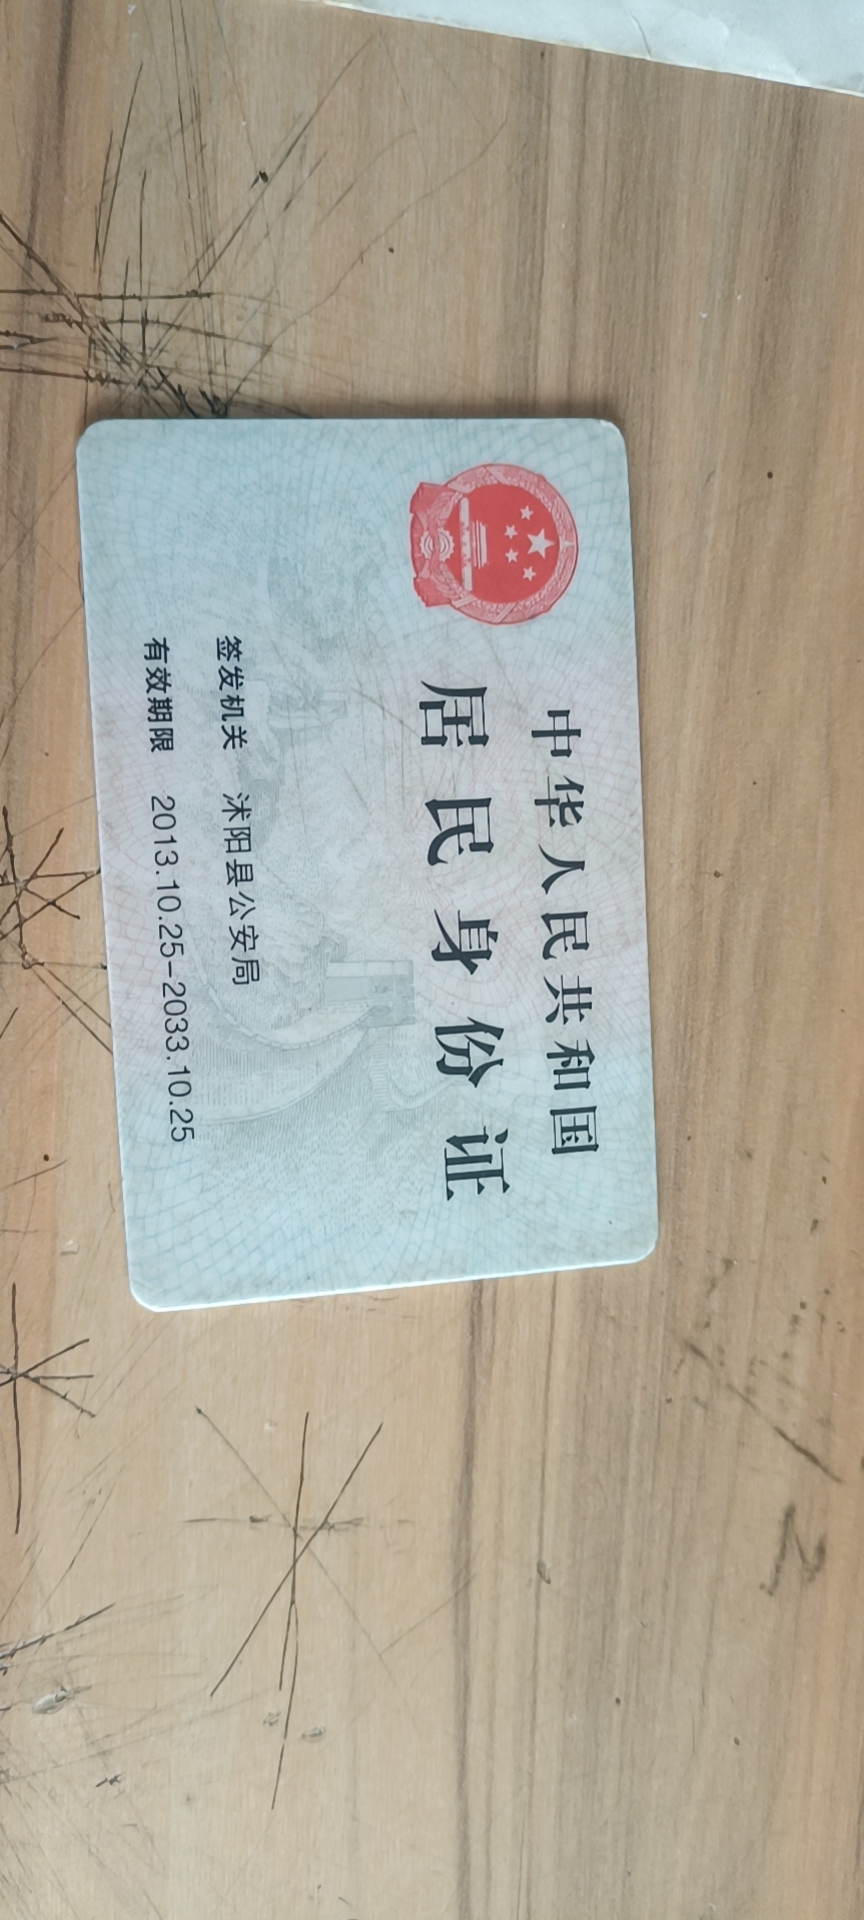 中华人民共和国
居民身份证
签发机关 沭阳县公安局
有效期限 2013.10.25-2033.10.25